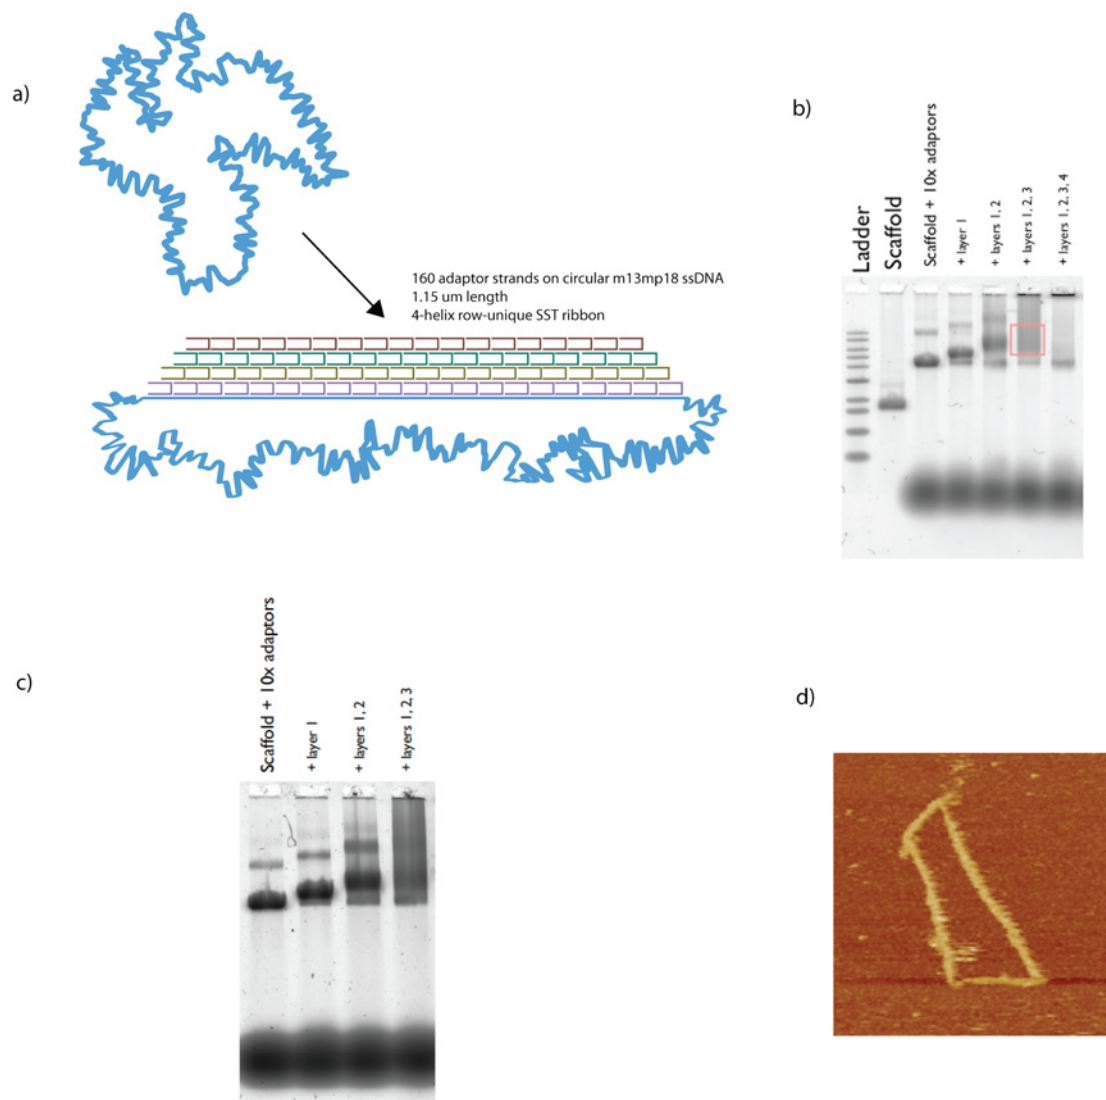 a)
160 adaptor strands on circular m13mp18 ssDNA
1.15 um length
4-helix row-unique SST ribbon
b)
Ladder
Scaffold
Scaffold + 10x adaptors
+ layer 1
+ layers 1, 2
+ layers 1, 2, 3
+ layers 1, 2, 3, 4
c)
Scaffold + 10x adaptors
+ layer 1
+ layers 1, 2
+ layers 1, 2, 3
d)